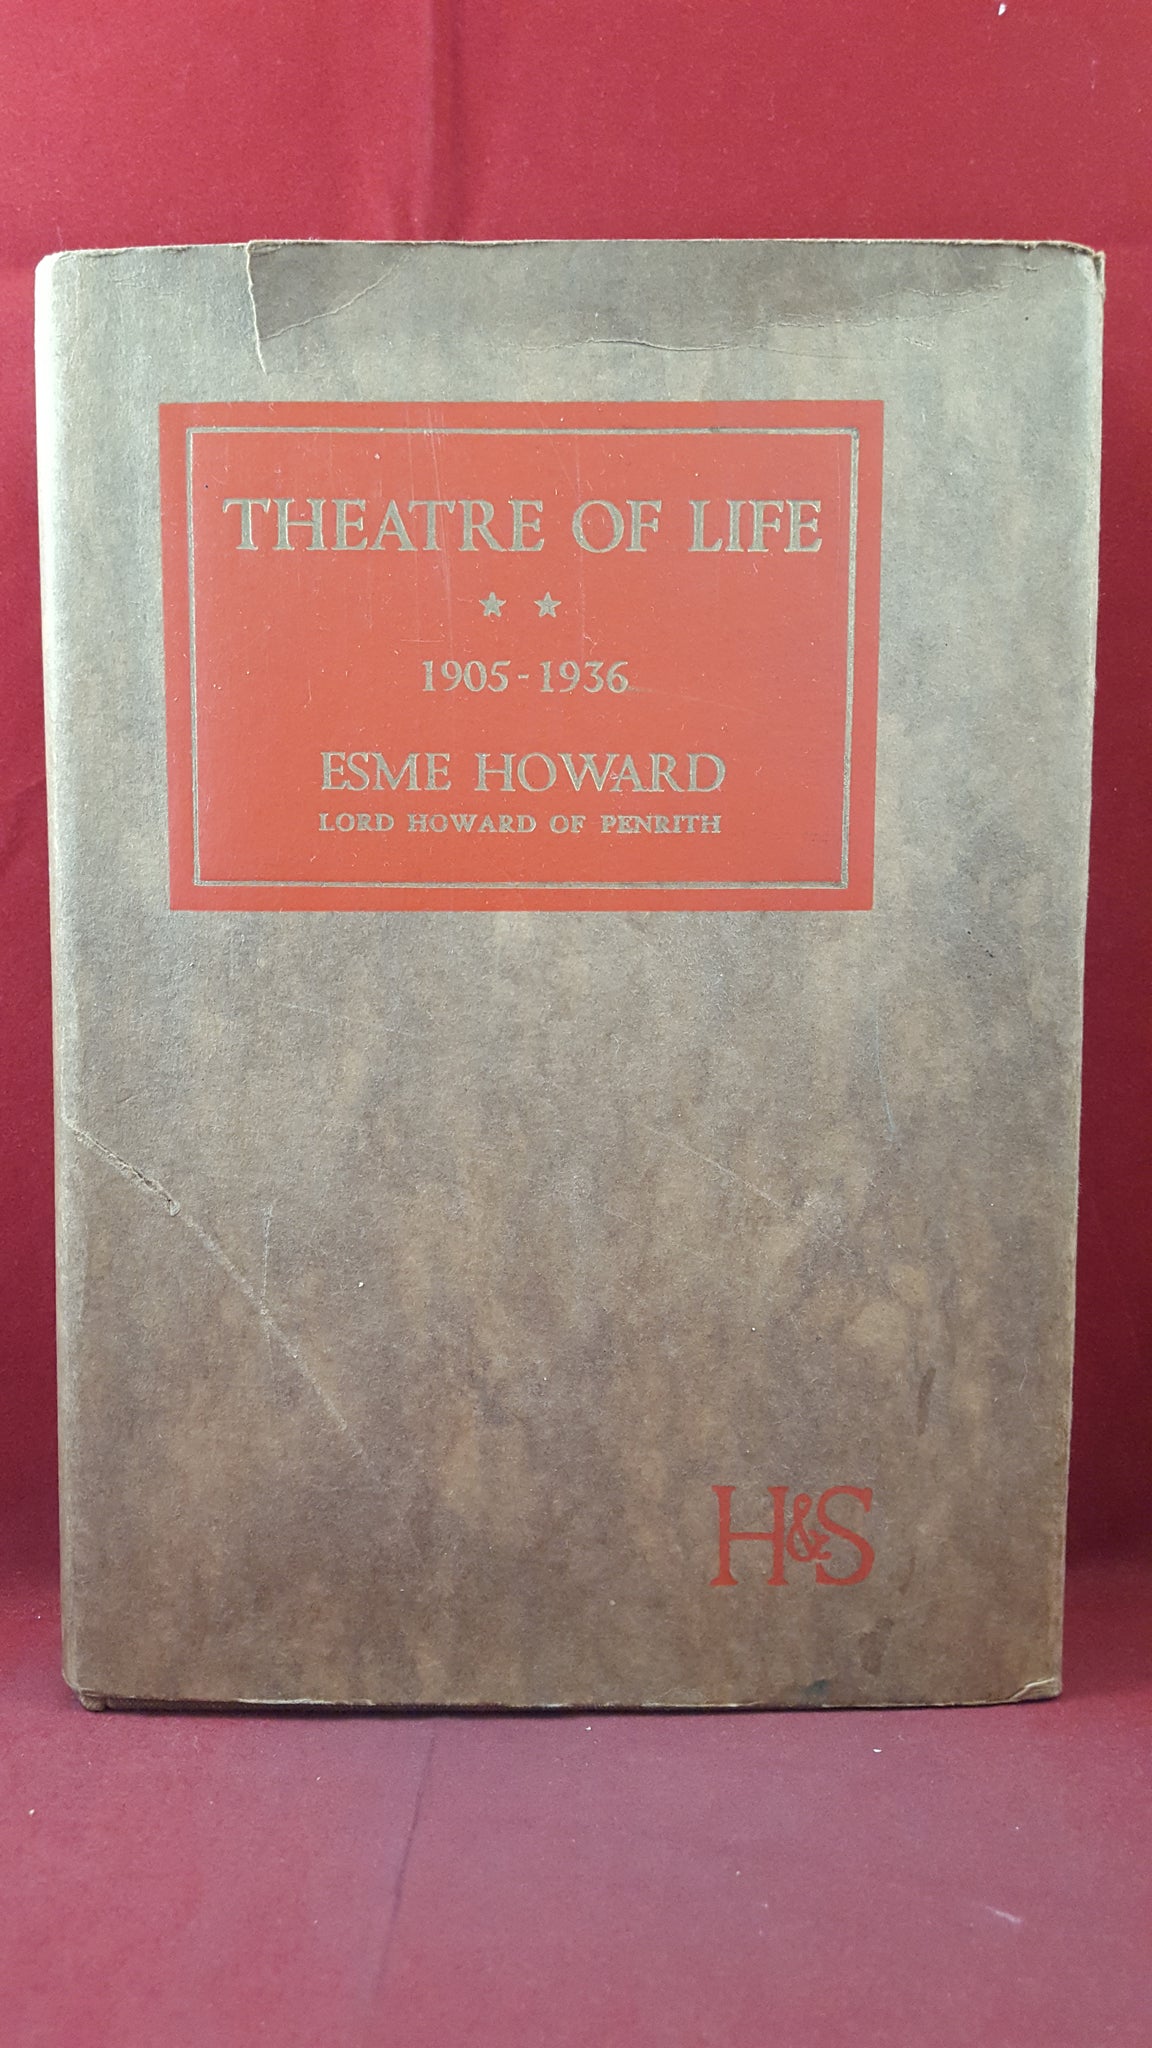 THEATRE OF LIFE
★ ★
1905-1936
ESME HOWARD
LORD HOWARD OF PENRITH
H&S